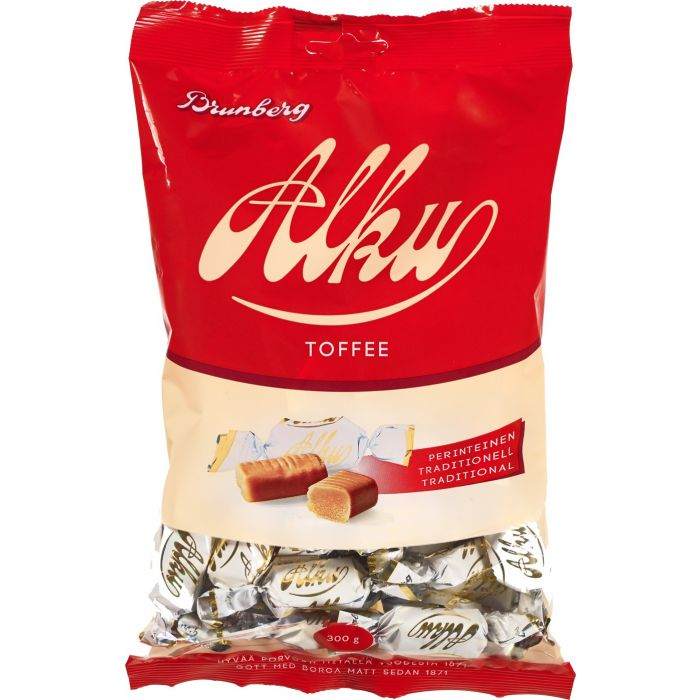 Brunberg
Alku
TOFFEE
Alku
PERINTEINEN
TRADITIONELL
TRADITIONAL
Alku
Alku
300 g
HYVÄÄ PORVOON MITALLA VUODESTA 1871
GOTT MED BORGÅ MÅTT SEDAN 1871